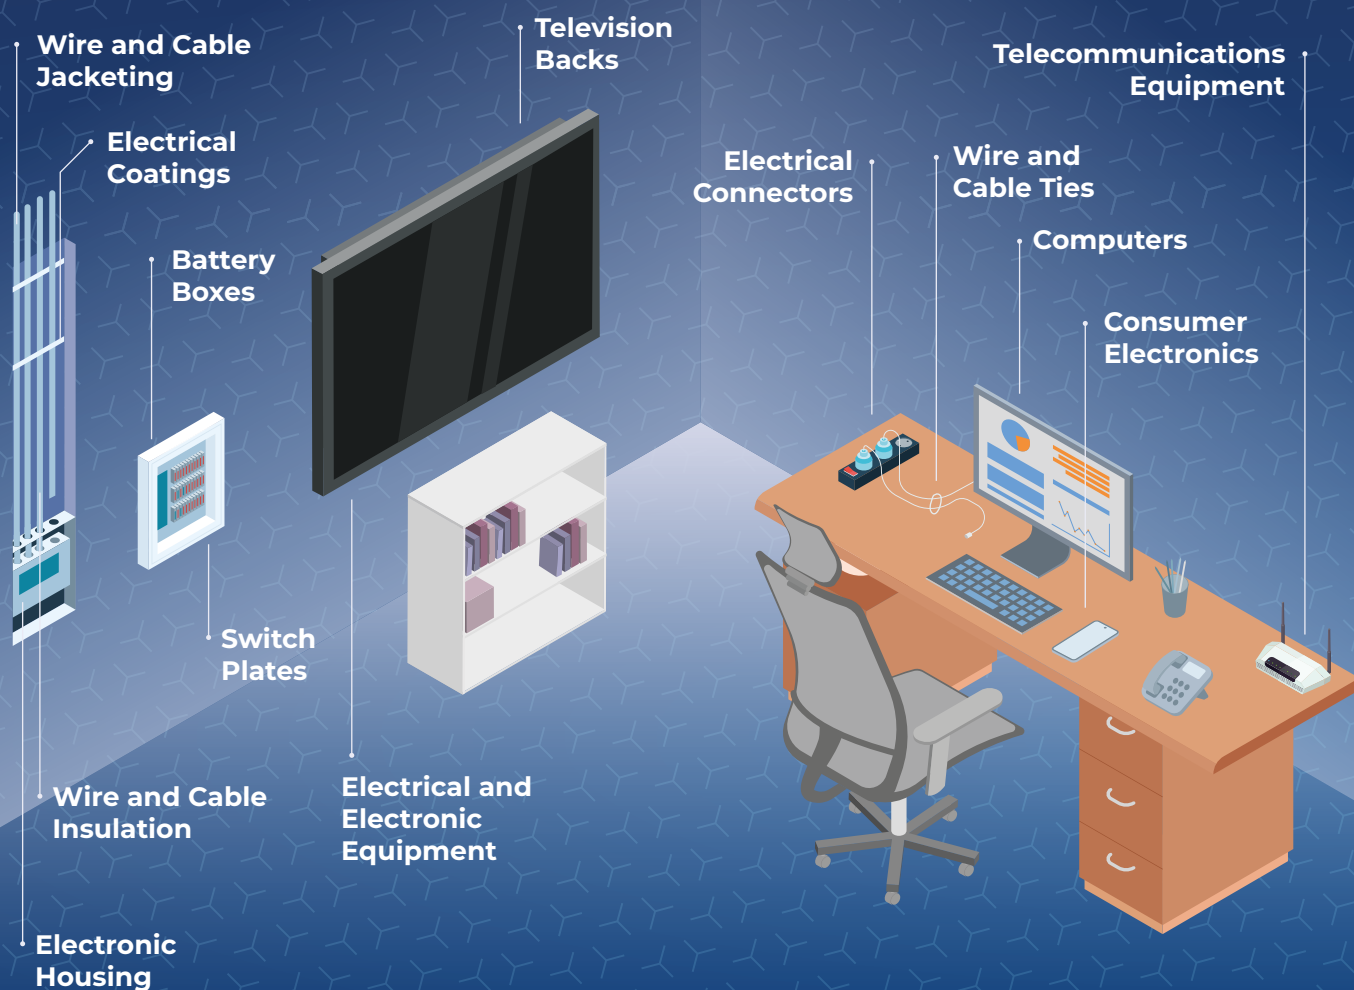 Wire and Cable
Jacketing
Electrical
Coatings
Battery
Boxes
Television
Backs
Telecommunications
Equipment
Electrical
Connectors
Wire and
Cable Ties
Computers
Consumer
Electronics
Switch
Plates
Wire and Cable
Insulation
Electrical and
Electronic
Equipment
Electronic
Housing